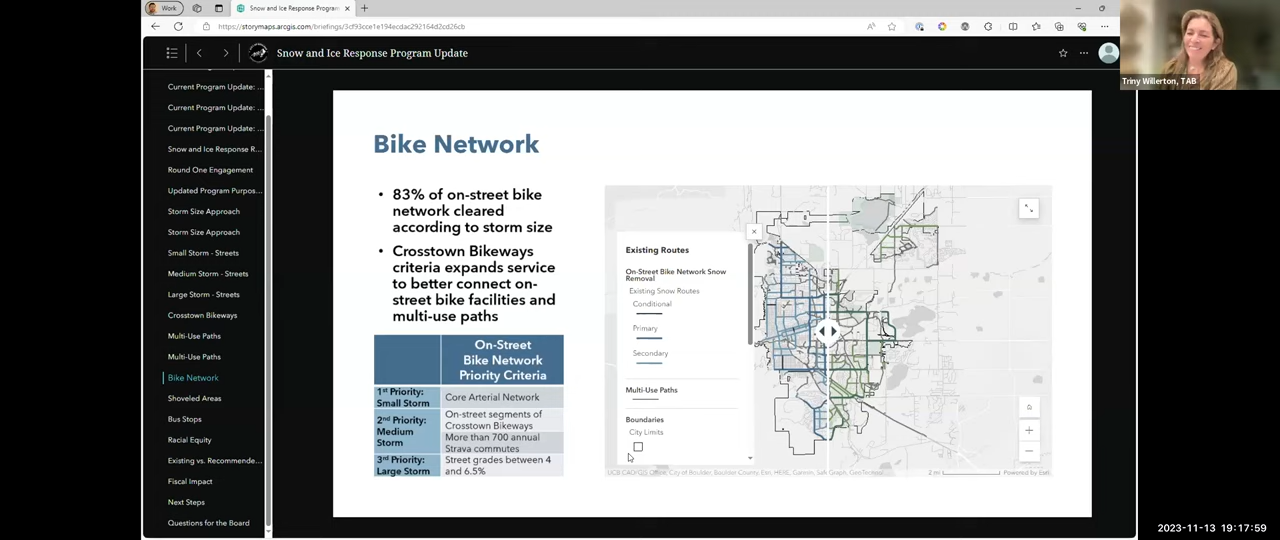 Work
Snow and Ice Response Program
https://storymaps.arcgis.com/briefings/3cf93cce1e194ecdac292164d2cd26cb
Snow and Ice Response Program Update
Triny Willerton, TAB
Current Program Update: ...
Current Program Update: ...
Current Program Update: ...
Snow and Ice Response R...
Round One Engagement
Updated Program Purpos...
Storm Size Approach
Storm Size Approach
Small Storm - Streets
Medium Storm - Streets
Large Storm - Streets
Crosstown Bikeways
Multi-Use Paths
Multi-Use Paths
Bike Network
Shoveled Areas
Bus Stops
Racial Equity
Existing vs. Recommende...
Fiscal Impact
Next Steps
Questions for the Board
Bike Network
• 83% of on-street bike
network cleared
according to storm size
• Crosstown Bikeways
criteria expands service
to better connect on-
street bike facilities and
multi-use paths
On-Street
Bike Network
Priority Criteria
1st Priority:
Small Storm
Core Arterial Network
2nd Priority:
Medium
Storm
On-street segments of
Crosstown Bikeways
More than 700 annual
Strava commutes
3rd Priority:
Large Storm
Street grades between 4
and 6.5%
Existing Routes
On-Street Bike Network Snow
Removal
Existing Snow Routes
Conditional
Primary
Secondary
Multi-Use Paths
Boundaries
City Limits
2 mi
Powered by Esri
2023-11-13 19:17:59